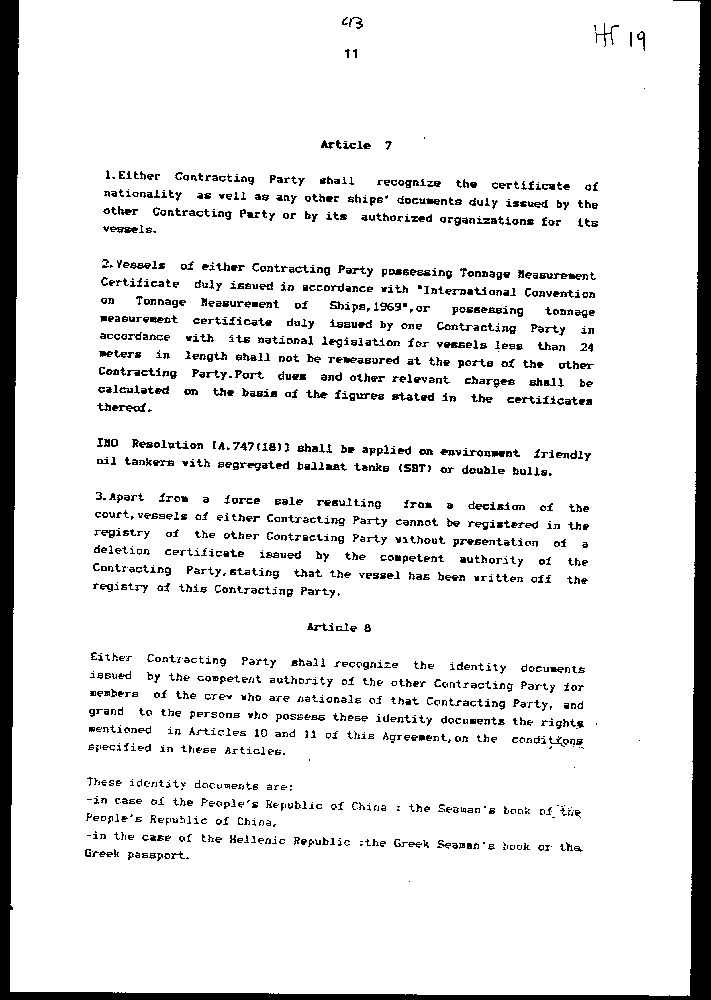 43
11
Article 7
1.Either Contracting Party shall recognize the certificate of
nationality as well as any other ships' documents duly issued by the
other Contracting Party or by its authorized organizations for its
vessels.
2.Vessels of either Contracting Party possessing Tonnage Measurement
Certificate duly issued in accordance with "International Convention
on Tonnage Measurement of Ships,1969",or possessing tonnage
measurement certificate duly issued by one Contracting Party in
accordance with its national legislation for vessels less than 24
meters in length shall not be remeasured at the ports of the other
Contracting Party.Port dues and other relevant charges shall be
calculated on the basis of the figures stated in the certificates
thereof.
IMO Resolution [A.747(18)] shall be applied on environment friendly
oil tankers with segregated ballast tanks (SBT) or double hulls.
3.Apart from a force sale resulting from a decision of the
court,vessels of either Contracting Party cannot be registered in the
registry of the other Contracting Party without presentation of a
deletion certificate issued by the competent authority of the
Contracting Party,stating that the vessel has been written off the
registry of this Contracting Party.
Article 8
Either Contracting Party shall recognize the identity documents
issued by the competent authority of the other Contracting Party for
members of the crew who are nationals of that Contracting Party, and
grand to the persons who possess these identity documents the rights
mentioned in Articles 10 and 11 of this Agreement,on the conditions
specified in these Articles.
These identity documents are:
-in case of the People's Republic of China : the Seaman's book of the
People's Republic of China,
-in the case of the Hellenic Republic :the Greek Seaman's book or the
Greek passport.
19